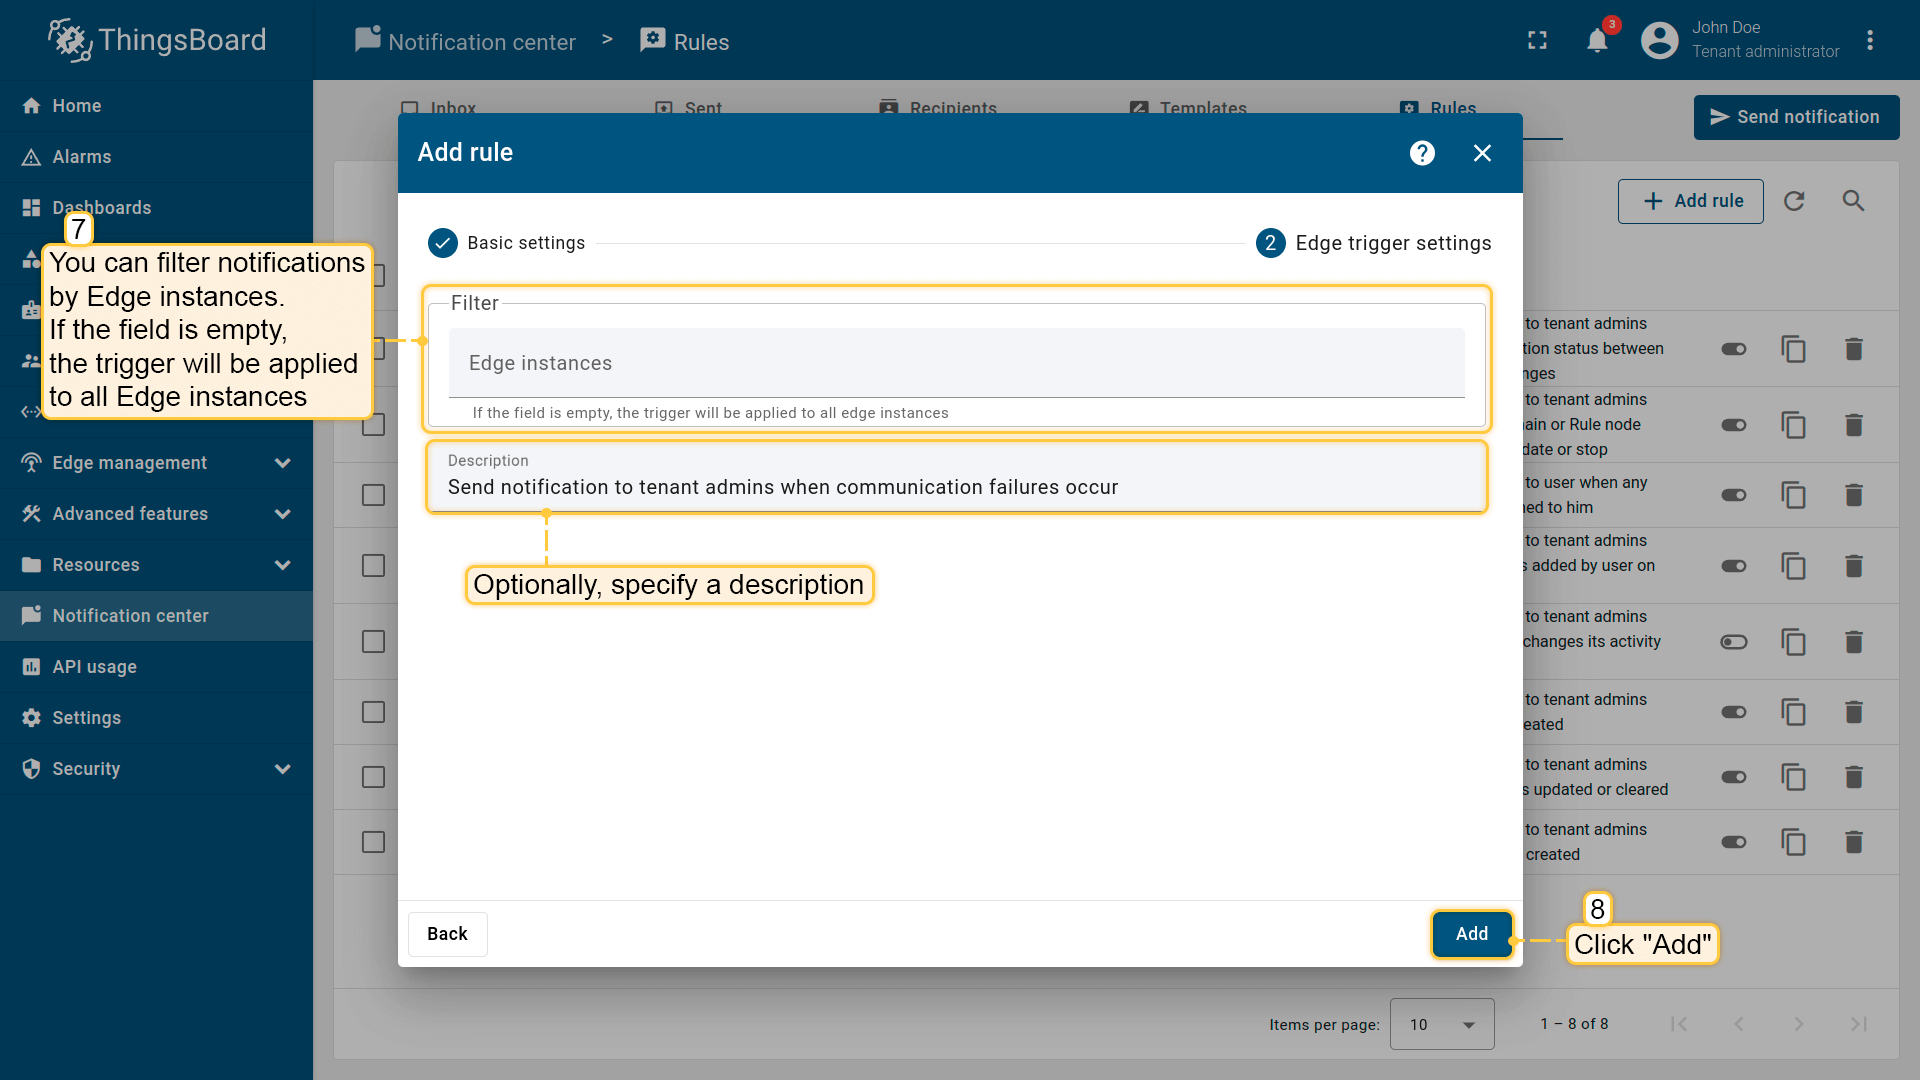 ThingsBoard
Notification center > Rules
3
John Doe
Tenant administrator
Home
Alarms
Dashboards
Edge management
Advanced features
Resources
Notification center
API usage
Settings
Security
Inbox
Sent
Recipients
Templates
Rules
Send notification
Add rule
Add rule
Basic settings
2 Edge trigger settings
7
You can filter notifications
by Edge instances.
If the field is empty,
the trigger will be applied
to all Edge instances
Filter
Edge instances
If the field is empty, the trigger will be applied to all edge instances
Description
Send notification to tenant admins when communication failures occur
Optionally, specify a description
to tenant admins
tion status between
nges
to tenant admins
ain or Rule node
date or stop
to user when any
ned to him
to tenant admins
s added by user on
to tenant admins
changes its activity
to tenant admins
eated
to tenant admins
s updated or cleared
to tenant admins
created
Back
Add
8
Click "Add"
Items per page:
10
1 – 8 of 8